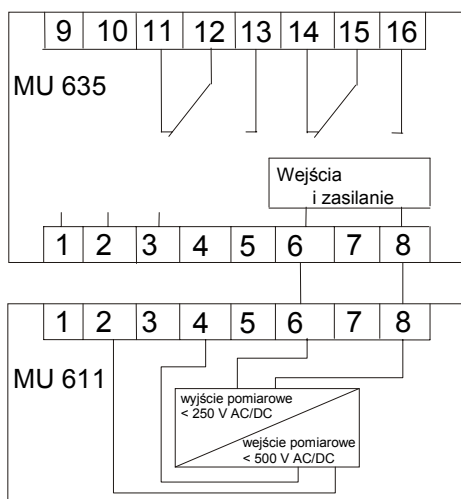 9 10 11 12 13 14 15 16
MU 635
Wejścia
i zasilanie
1 2 3 4 5 6 7 8
1 2 3 4 5 6 7 8
MU 611
wyjście pomiarowe
< 250 V AC/DC
wejście pomiarowe
< 500 V AC/DC